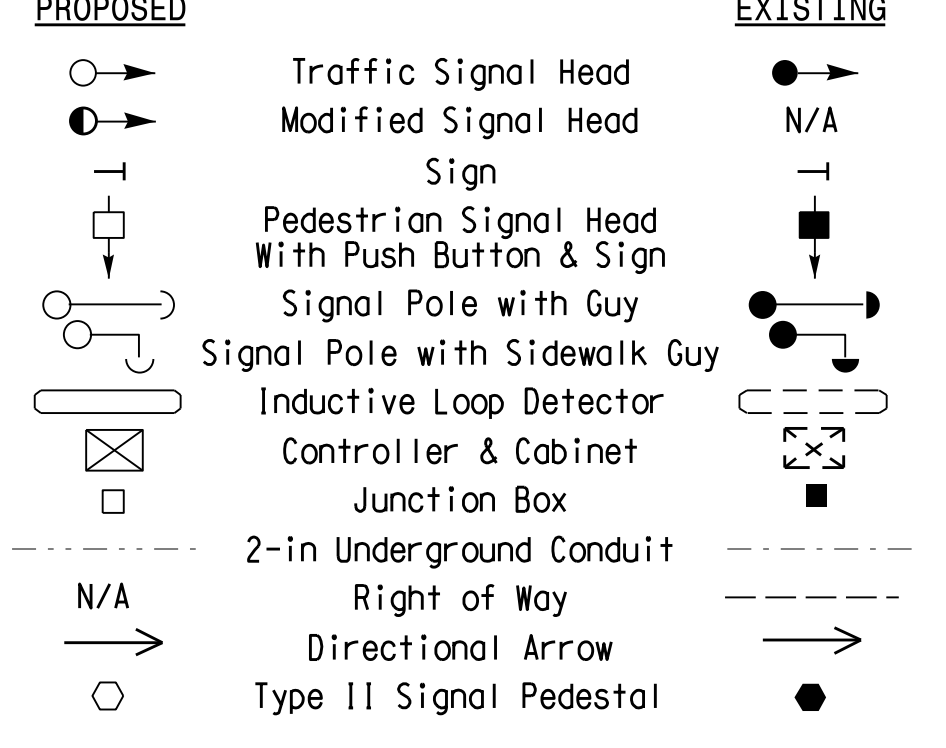 PROPOSED EXISTING
Traffic Signal Head
Modified Signal Head N/A
Sign
Pedestrian Signal Head
With Push Button & Sign
Signal Pole with Guy
Signal Pole with Sidewalk Guy
Inductive Loop Detector
Controller & Cabinet
Junction Box
2-in Underground Conduit
N/A Right of Way
Directional Arrow
Type II Signal Pedestal